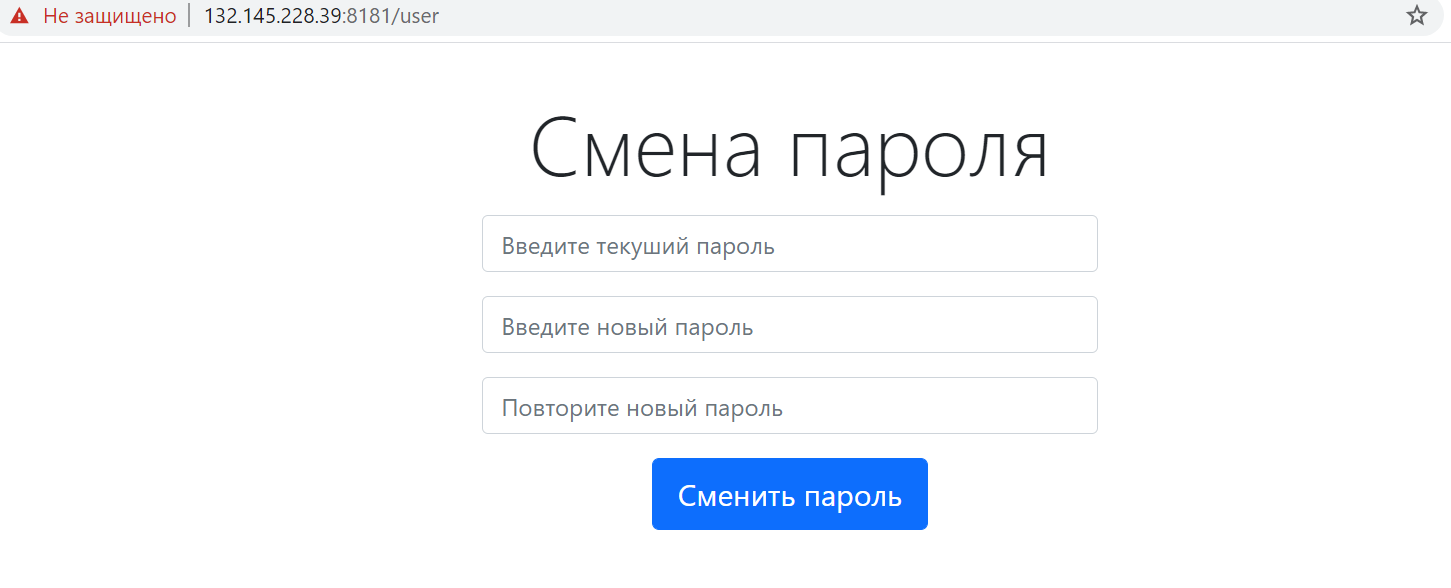 Не защищено 132.145.228.39:8181/user
Смена пароля
Введите текуший пароль
Введите новый пароль
Повторите новый пароль
Сменить пароль